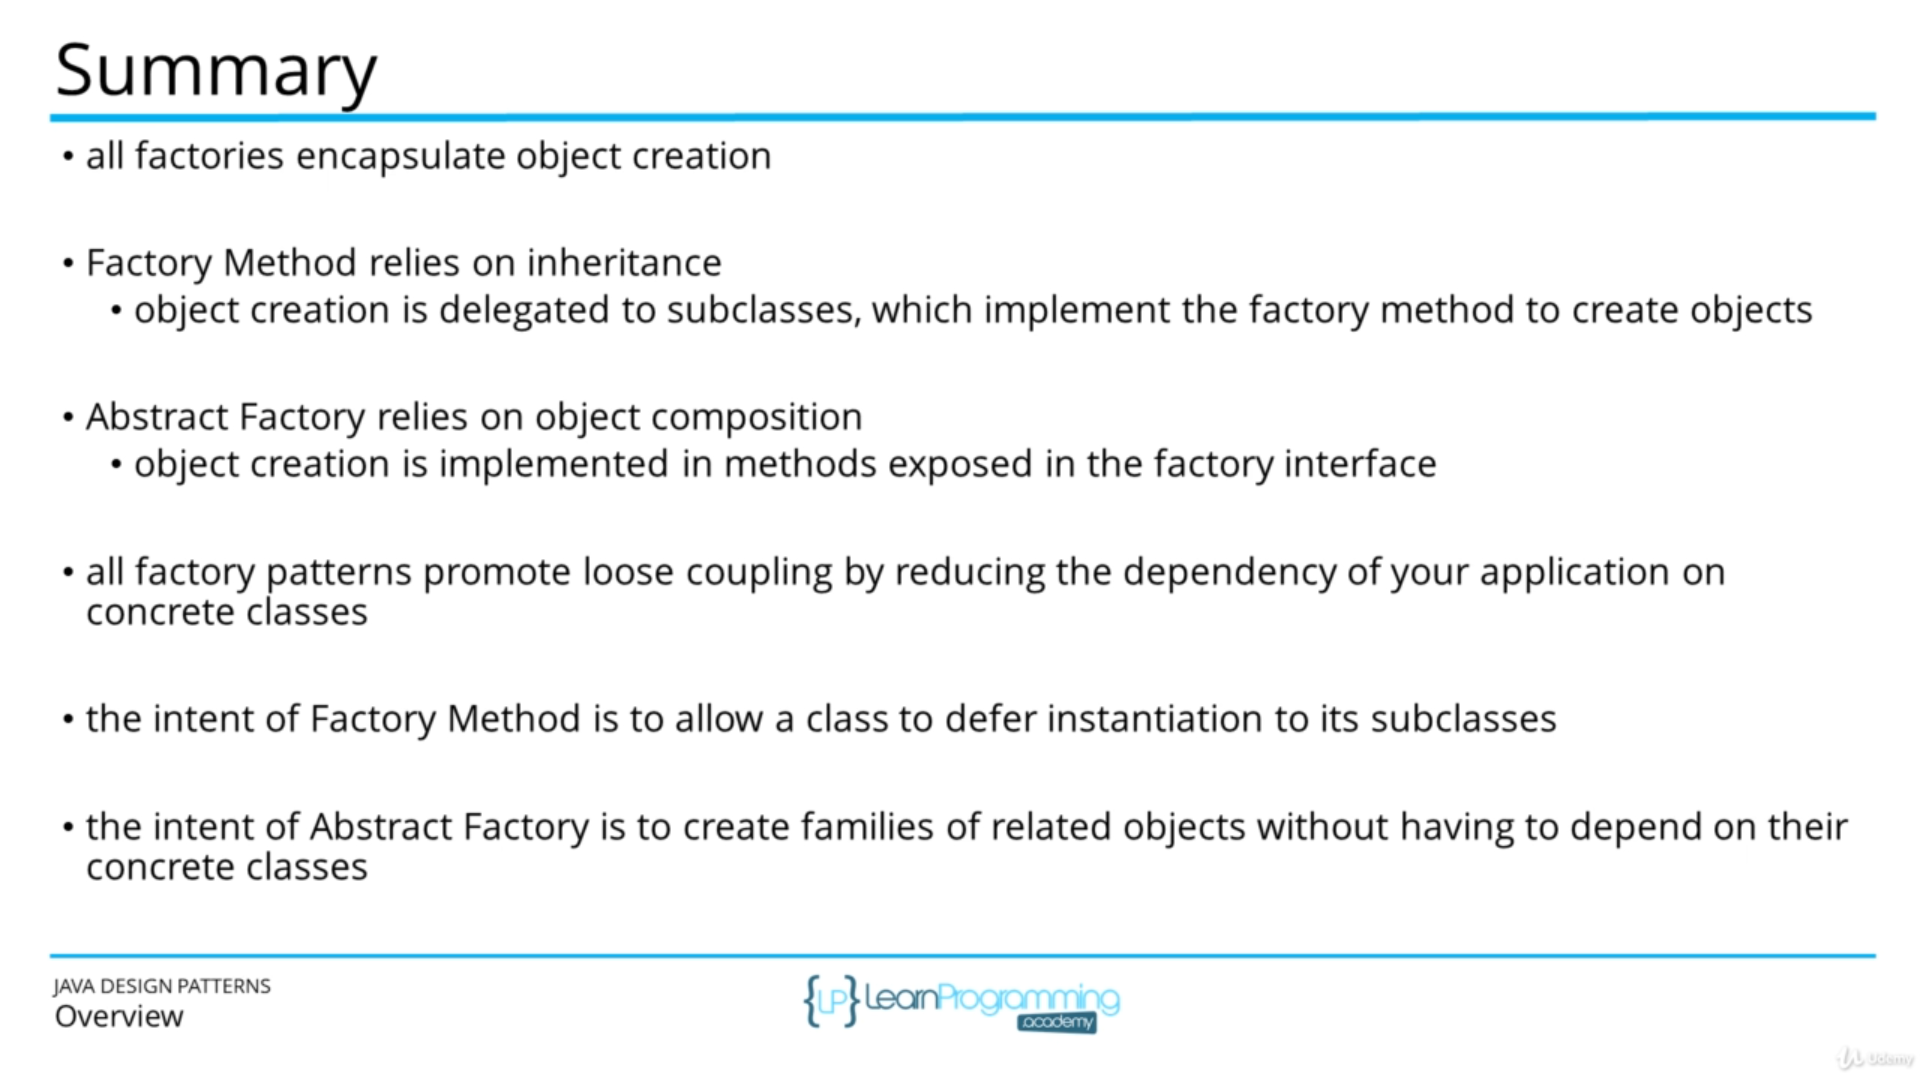 Summary
• all factories encapsulate object creation
• Factory Method relies on inheritance
• object creation is delegated to subclasses, which implement the factory method to create objects
• Abstract Factory relies on object composition
• object creation is implemented in methods exposed in the factory interface
• all factory patterns promote loose coupling by reducing the dependency of your application on
concrete classes
• the intent of Factory Method is to allow a class to defer instantiation to its subclasses
• the intent of Abstract Factory is to create families of related objects without having to depend on their
concrete classes
JAVA DESIGN PATTERNS
Overview
{LP} LearnProgramming
academy
Udemy